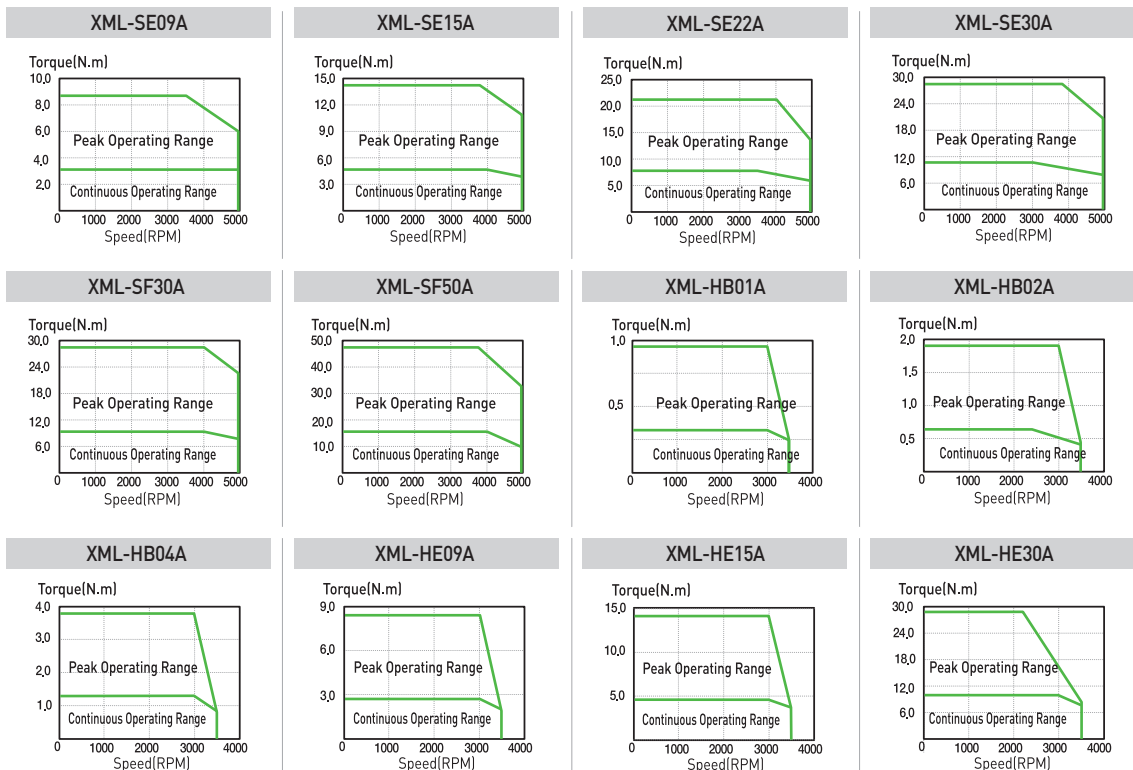 XML-SE09A
Torque(N.m)
10,0
8,0
6,0
4,0
2,0
Peak Operating Range
Continuous Operating Range
0 1000 2000 3000 4000 5000
Speed(RPM)
XML-SE15A
Torque(N.m)
15,0
12,0
9,0
6,0
3,0
Peak Operating Range
Continuous Operating Range
0 1000 2000 3000 4000 5000
Speed(RPM)
XML-SE22A
Torque(N.m)
25,0
20,0
15,0
10,0
5,0
Peak Operating Range
Continuous Operating Range
0 1000 2000 3000 4000 5000
Speed(RPM)
XML-SE30A
Torque(N.m)
30,0
24,0
18,0
12,0
6,0
Peak Operating Range
Continuous Operating Range
0 1000 2000 3000 4000 5000
Speed(RPM)
XML-SF30A
Torque(N.m)
30,0
24,0
18,0
12,0
6,0
Peak Operating Range
Continuous Operating Range
0 1000 2000 3000 4000 5000
Speed(RPM)
XML-SF50A
Torque(N.m)
50,0
40,0
30,0
20,0
10,0
Peak Operating Range
Continuous Operating Range
0 1000 2000 3000 4000 5000
Speed(RPM)
XML-HB01A
Torque(N.m)
1,0
0,5
Peak Operating Range
Continuous Operating Range
0 1000 2000 3000 4000
Speed(RPM)
XML-HB02A
Torque(N.m)
2,0
1,5
1,0
0,5
Peak Operating Range
Continuous Operating Range
0 1000 2000 3000 4000
Speed(RPM)
XML-HB04A
Torque(N.m)
4,0
3,0
2,0
1,0
Peak Operating Range
Continuous Operating Range
0 1000 2000 3000 4000
Speed(RPM)
XML-HE09A
Torque(N.m)
9,0
6,0
3,0
Peak Operating Range
Continuous Operating Range
0 1000 2000 3000 4000
Speed(RPM)
XML-HE15A
Torque(N.m)
15,0
10,0
5,0
Peak Operating Range
Continuous Operating Range
0 1000 2000 3000 4000
Speed(RPM)
XML-HE30A
Torque(N.m)
30,0
24,0
18,0
12,0
6,0
Peak Operating Range
Continuous Operating Range
0 1000 2000 3000 4000
Speed(RPM)